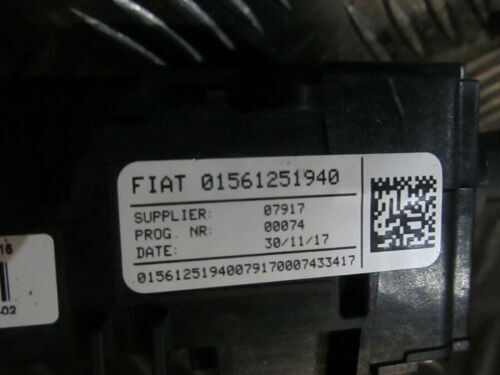 FIAT 01561251940
SUPPLIER: 07917
PROG. NR: 00074
DATE: 30/11/17
01561251940079170007433417